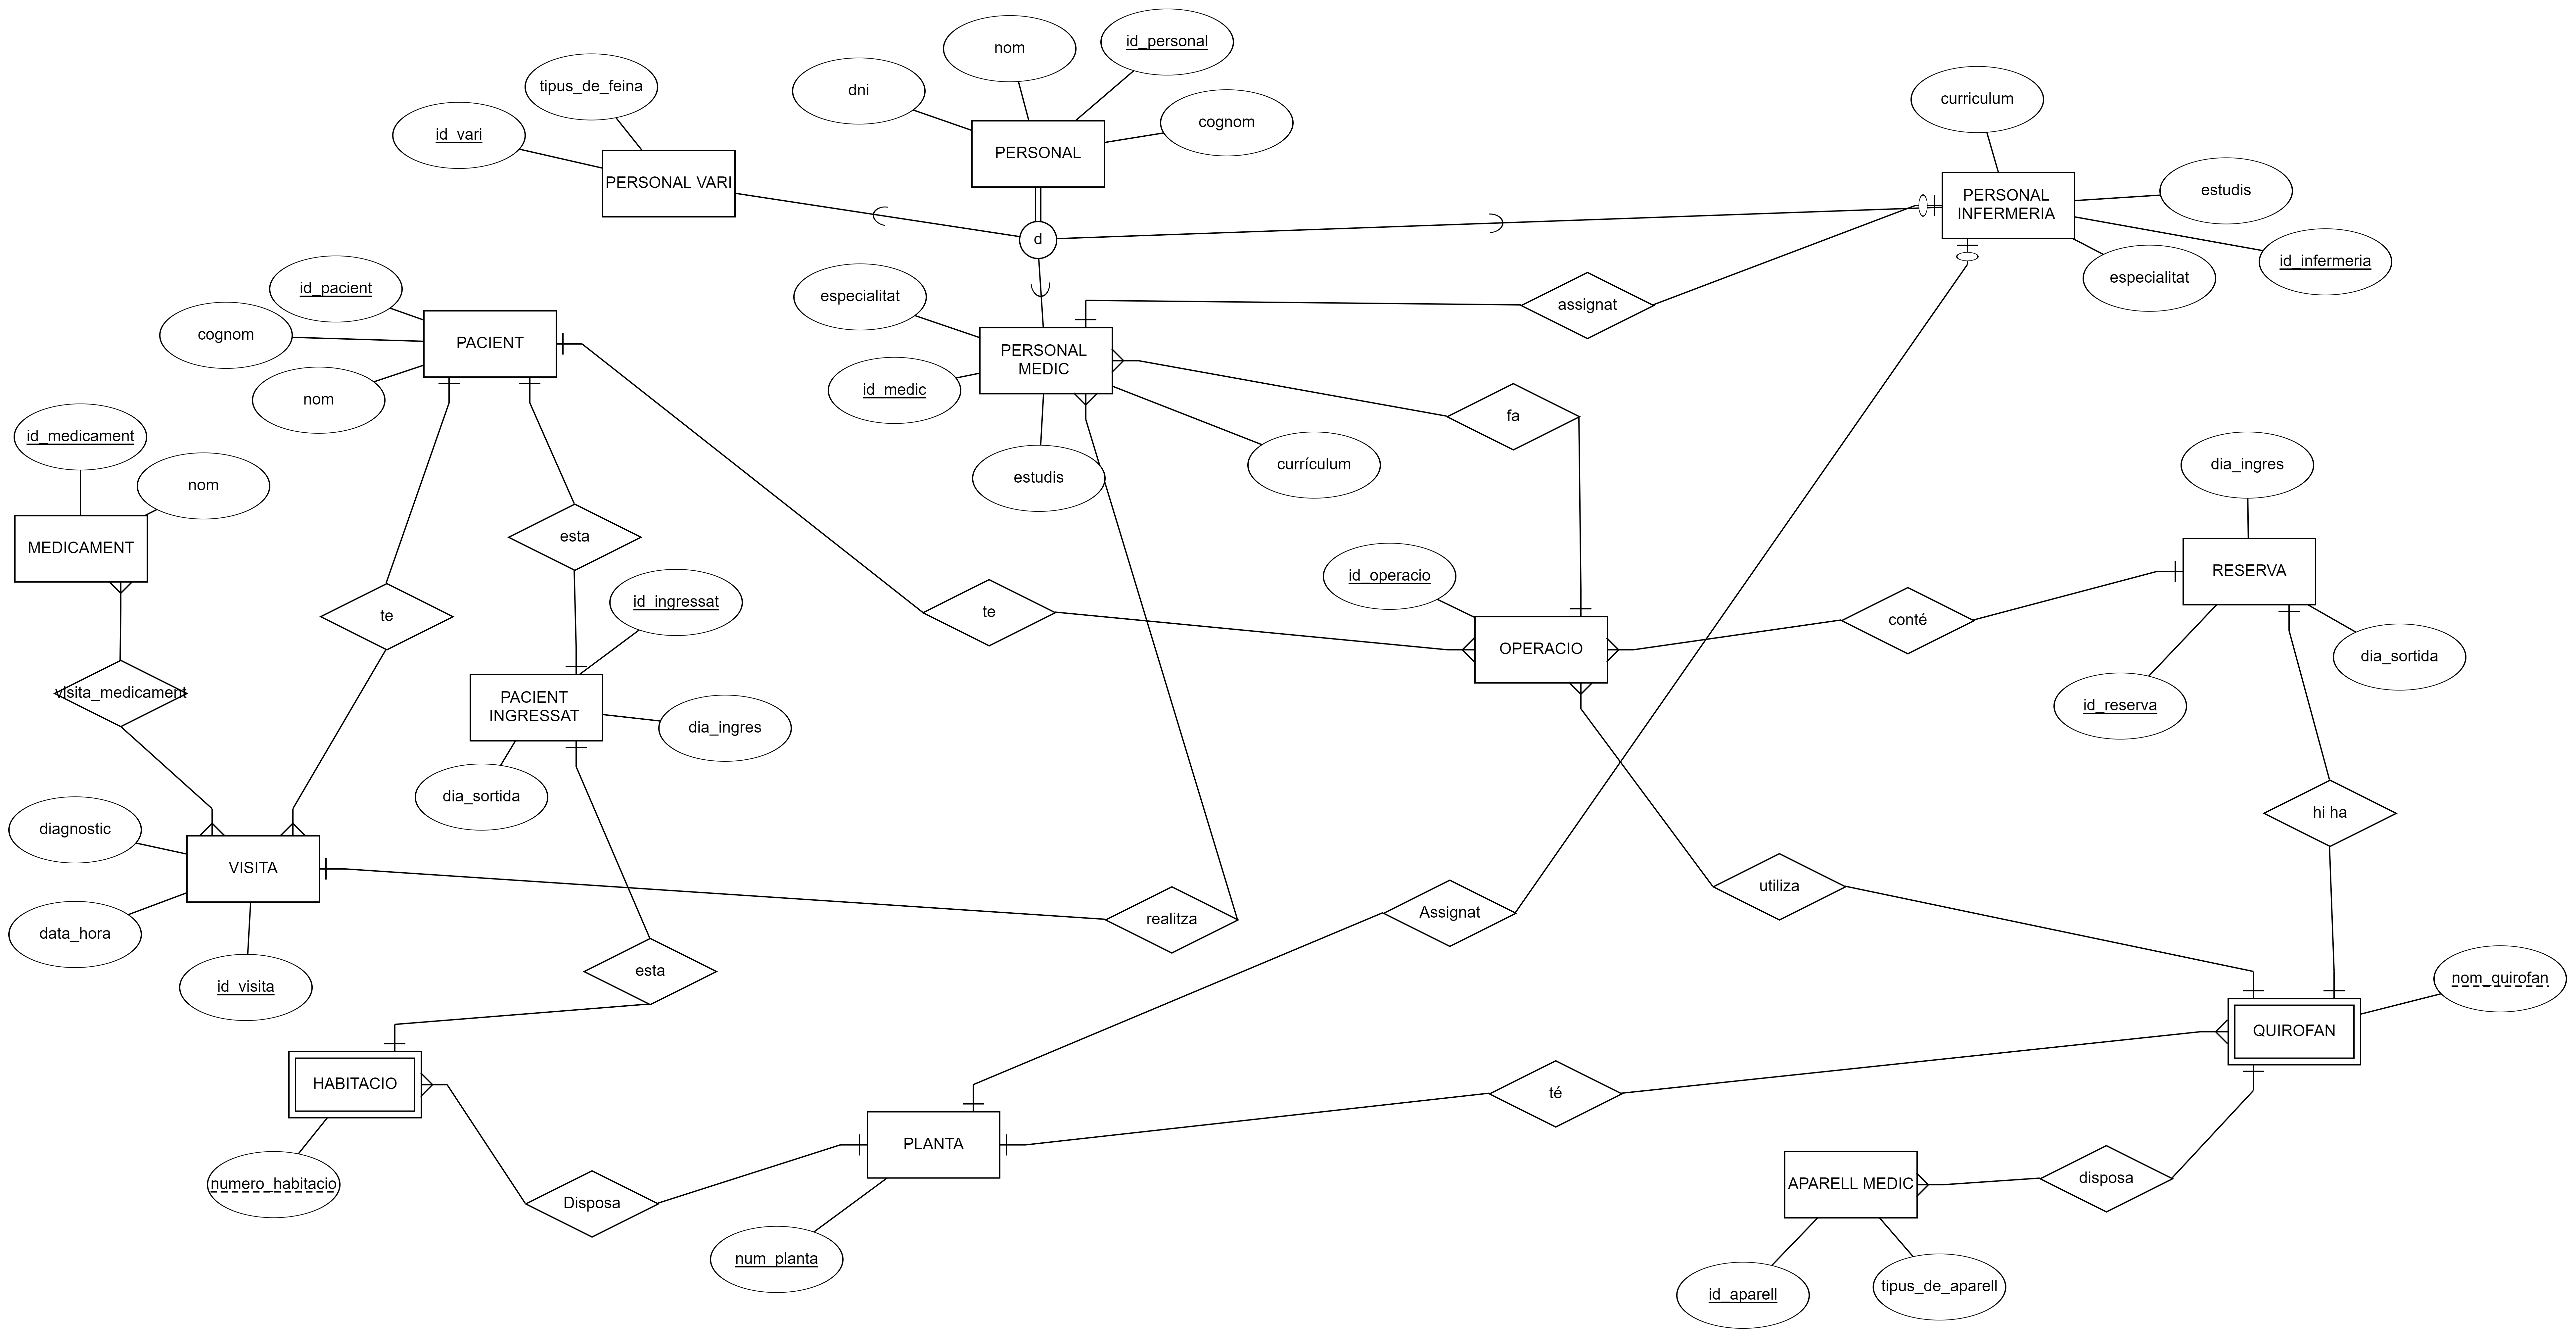 nom
id_personal
tipus_de_feina
dni
curriculum
cognom
id_vari
PERSONAL
PERSONAL VARI
estudis
PERSONAL
INFERMERIA
d
id_infermeria
especialitat
id_pacient
especialitat
assignat
cognom
PACIENT
PERSONAL
MEDIC
id_medic
nom
fa
id_medicament
currículum
dia_ingres
estudis
nom
esta
MEDICAMENT
RESERVA
id_operacio
id_ingressat
te
te
conté
OPERACIO
dia_sortida
visita_medicament
PACIENT
INGRESSAT
id_reserva
dia_ingres
dia_sortida
hi ha
diagnostic
VISITA
utiliza
realitza
Assignat
data_hora
esta
nom_quirofan
id_visita
QUIROFAN
HABITACIO
té
PLANTA
numero_habitacio
disposa
APARELL MEDIC
Disposa
num_planta
tipus_de_aparell
id_aparell